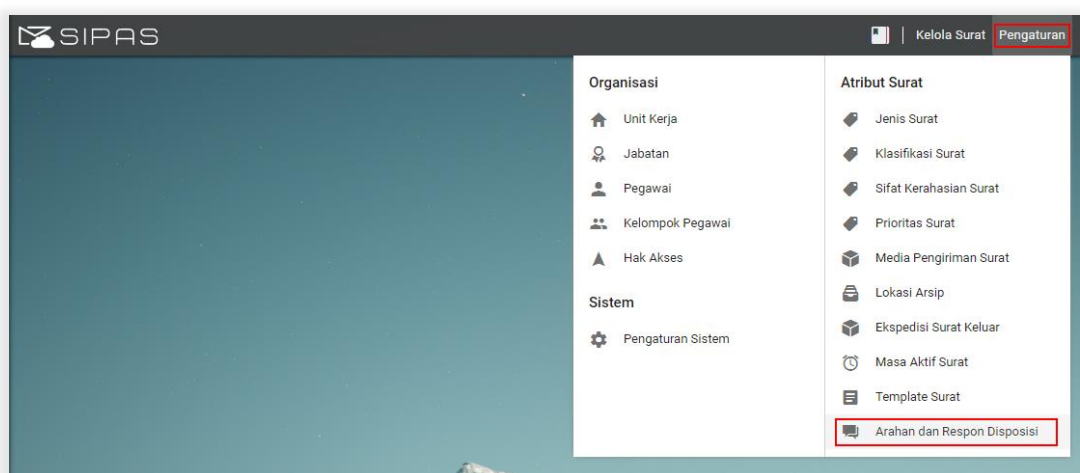 SIPAS
Kelola Surat
Pengaturan
Organisasi
Unit Kerja
Jabatan
Pegawai
Kelompok Pegawai
Hak Akses
Sistem
Pengaturan Sistem
Atribut Surat
Jenis Surat
Klasifikasi Surat
Sifat Kerahasian Surat
Prioritas Surat
Media Pengiriman Surat
Lokasi Arsip
Ekspedisi Surat Keluar
Masa Aktif Surat
Template Surat
Arahan dan Respon Disposisi